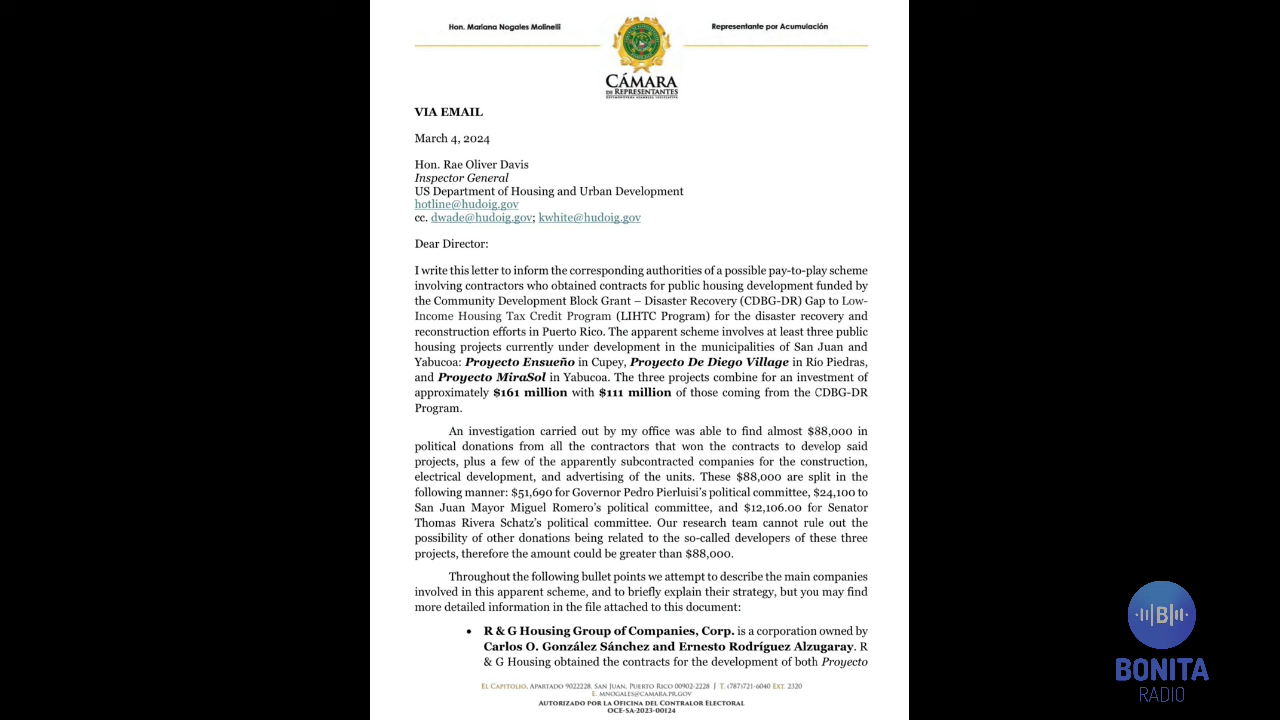 Hon. Mariana Nogales Molinelli
Representante por Acumulación
CÁMARA
DE REPRESENTANTES
VIA EMAIL
March 4, 2024
Hon. Rae Oliver Davis
Inspector General
US Department of Housing and Urban Development
hotline@hudoig.gov
cc. dwade@hudoig.gov; kwhite@hudoig.gov
Dear Director:
I write this letter to inform the corresponding authorities of a possible pay-to-play scheme
involving contractors who obtained contracts for public housing development funded by
the Community Development Block Grant – Disaster Recovery (CDBG-DR) Gap to Low-
Income Housing Tax Credit Program (LIHTC Program) for the disaster recovery and
reconstruction efforts in Puerto Rico. The apparent scheme involves at least three public
housing projects currently under development in the municipalities of San Juan and
Yabucoa: Proyecto Ensueño in Cupey, Proyecto De Diego Village in Río Piedras,
and Proyecto MiraSol in Yabucoa. The three projects combine for an investment of
approximately $161 million with $111 million of those coming from the CDBG-DR
Program.
An investigation carried out by my office was able to find almost $88,000 in
political donations from all the contractors that won the contracts to develop said
projects, plus a few of the apparently subcontracted companies for the construction,
electrical development, and advertising of the units. These $88,000 are split in the
following manner: $51,690 for Governor Pedro Pierluisi's political committee, $24,100 to
San Juan Mayor Miguel Romero's political committee, and $12,106.00 for Senator
Thomas Rivera Schatz's political committee. Our research team cannot rule out the
possibility of other donations being related to the so-called developers of these three
projects, therefore the amount could be greater than $88,000.
Throughout the following bullet points we attempt to describe the main companies
involved in this apparent scheme, and to briefly explain their strategy, but you may find
more detailed information in the file attached to this document:
• R & G Housing Group of Companies, Corp. is a corporation owned by
Carlos O. González Sánchez and Ernesto Rodríguez Alzugaray. R
& G Housing obtained the contracts for the development of both Proyecto
EL CAPITOLIO, APARTADO 9022228, SAN JUAN, PUERTO RICO 00902-2228 | T. (787)721-6040 EXT. 2320
E. MNOGALES@CAMARA.PR.GOV
AUTORIZADO POR LA OFICINA DEL CONTRALOR ELECTORAL
OCE-SA-2023-00124
B
BONITA
RADIO